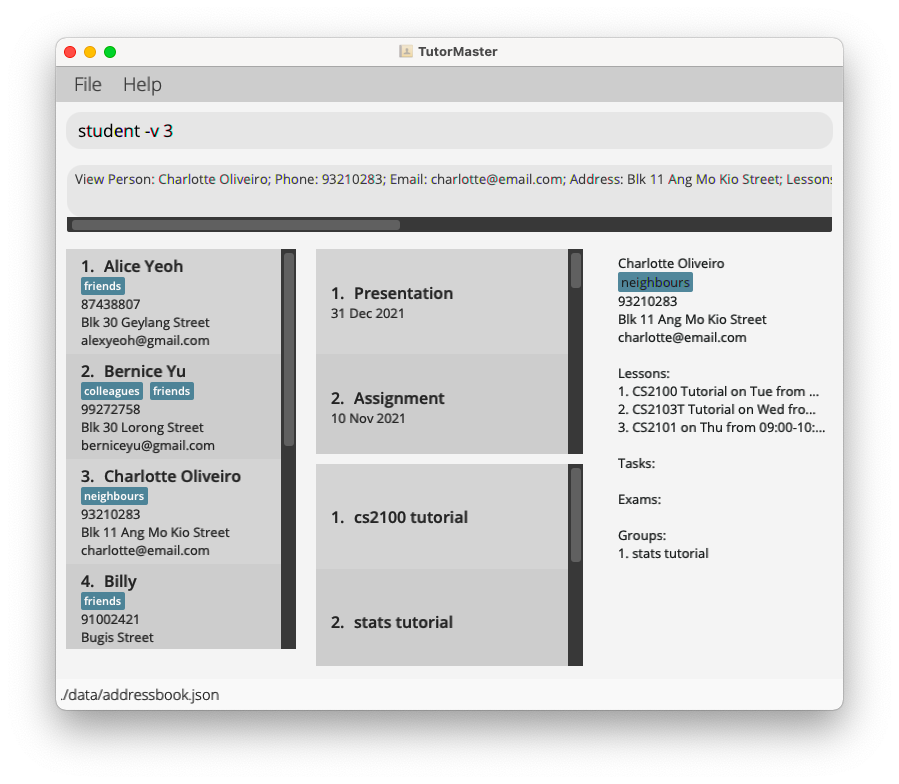 TutorMaster
File Help
student -v 3
View Person: Charlotte Oliveiro; Phone: 93210283; Email: charlotte@email.com; Address: Blk 11 Ang Mo Kio Street; Lessons
1. Alice Yeoh
friends
87438807
Blk 30 Geylang Street
alexyeoh@gmail.com
2. Bernice Yu
colleagues friends
99272758
Blk 30 Lorong Street
berniceyu@gmail.com
3. Charlotte Oliveiro
neighbours
93210283
Blk 11 Ang Mo Kio Street
charlotte@email.com
4. Billy
friends
91002421
Bugis Street
1. Presentation
31 Dec 2021
2. Assignment
10 Nov 2021
1. cs2100 tutorial
2. stats tutorial
Charlotte Oliveiro
neighbours
93210283
Blk 11 Ang Mo Kio Street
charlotte@email.com
Lessons:
1. CS2100 Tutorial on Tue from ...
2. CS2103T Tutorial on Wed fro...
3. CS2101 on Thu from 09:00-10:...
Tasks:
Exams:
Groups:
1. stats tutorial
./data/addressbook.json